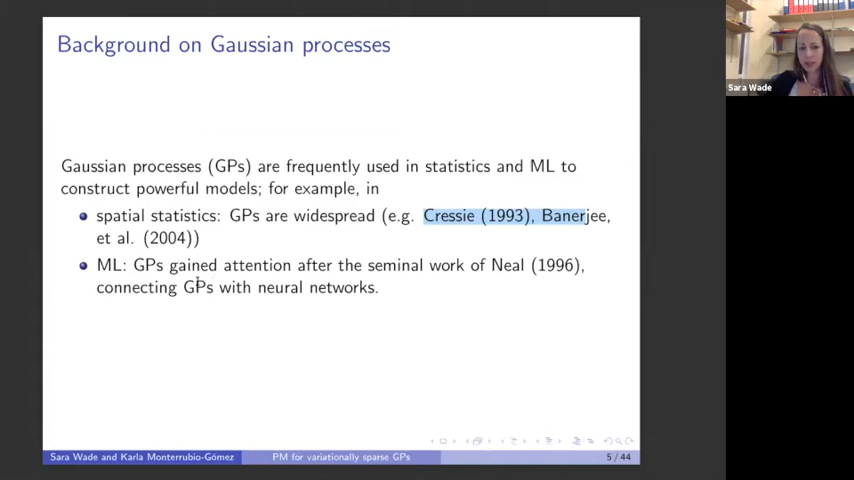 Background on Gaussian processes
Sara Wade
Gaussian processes (GPs) are frequently used in statistics and ML to
construct powerful models; for example, in
spatial statistics: GPs are widespread (e.g. Cressie (1993), Banerjee,
et al. (2004))
ML: GPs gained attention after the seminal work of Neal (1996),
connecting GPs with neural networks.
Sara Wade and Karla Monterrubio-Gómez PM for variationally sparse GPs 5 / 44